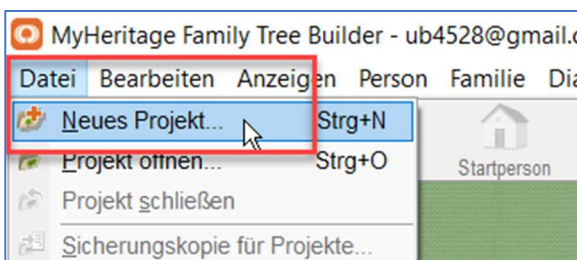 MyHeritage Family Tree Builder - ub4528@gmail.
Datei Bearbeiten Anzeigen Person Familie Dia
Neues Projekt... Strg+N
Projekt öffnen... Strg+O
Startperson
Projekt schließen
Sicherungskopie für Projekte...